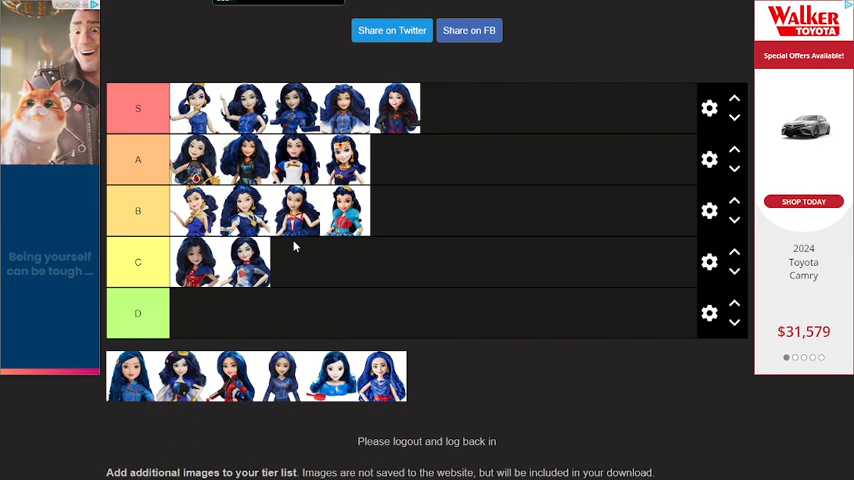 AdChoices
Share on Twitter
Share on FB
WALKER
TOYOTA
Special Offers Available!
S
A
B
C
D
SHOP TODAY
2024
Toyota
Camry
$31,579
Being yourself
can be tough ...
Please logout and log back in
Add additional images to your tier list. Images are not saved to the website, but will be included in your download.